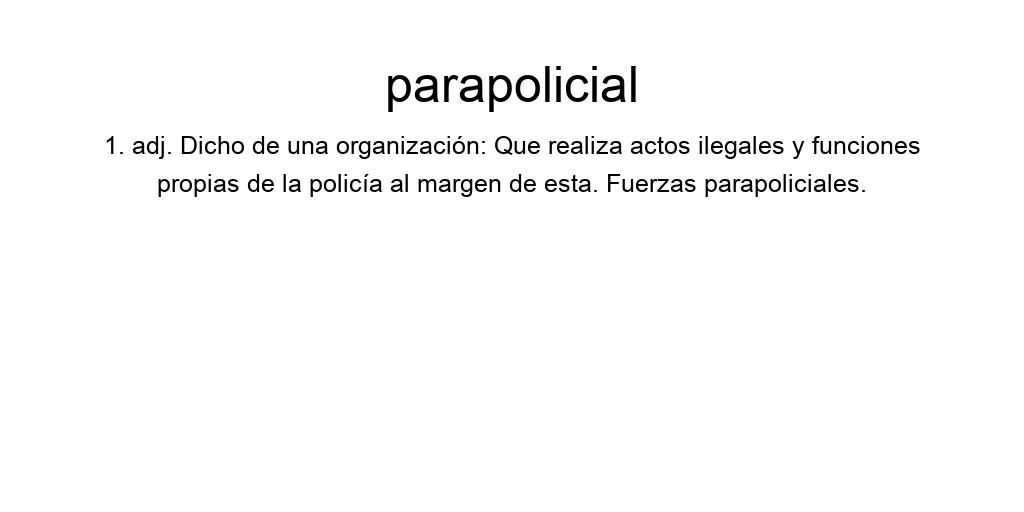 parapolicial
1. adj. Dicho de una organización: Que realiza actos ilegales y funciones
propias de la policía al margen de esta. Fuerzas parapoliciales.